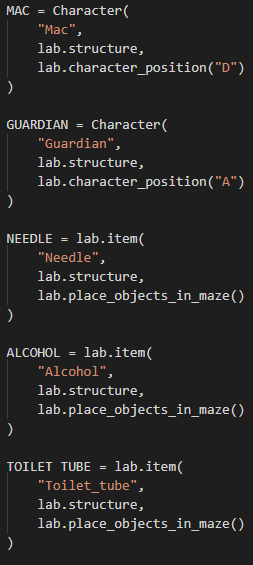 MAC = Character(
    "Mac",
    lab.structure,
    lab.character_position("D")
)
GUARDIAN = Character(
    "Guardian",
    lab.structure,
    lab.character_position("A")
)
NEEDLE = lab.item(
    "Needle",
    lab.structure,
    lab.place_objects_in_maze()
)
ALCOHOL = lab.item(
    "Alcohol",
    lab.structure,
    lab.place_objects_in_maze()
)
TOILET TUBE = lab.item(
    "Toilet_tube",
    lab.structure,
    lab.place_objects_in_maze()
)